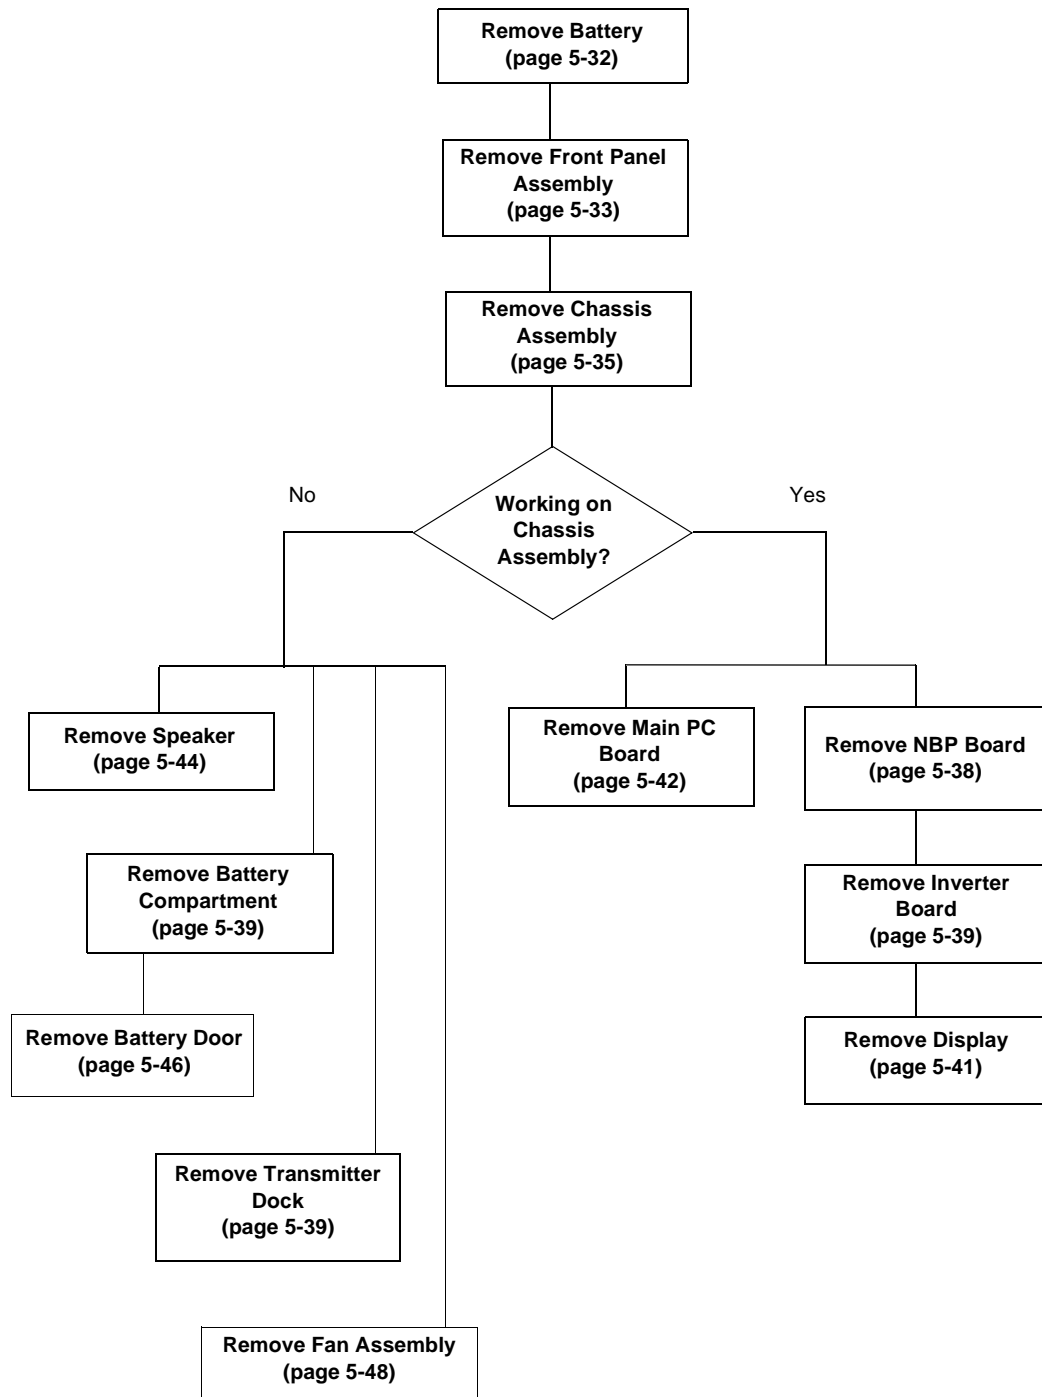 Remove Battery
(page 5-32)
Remove Front Panel
Assembly
(page 5-33)
Remove Chassis
Assembly
(page 5-35)
No
Yes
Working on
Chassis
Assembly?
Remove Speaker
(page 5-44)
Remove Main PC
Board
(page 5-42)
Remove NBP Board
(page 5-38)
Remove Battery
Compartment
(page 5-39)
Remove Inverter
Board
(page 5-39)
Remove Battery Door
(page 5-46)
Remove Display
(page 5-41)
Remove Transmitter
Dock
(page 5-39)
Remove Fan Assembly
(page 5-48)